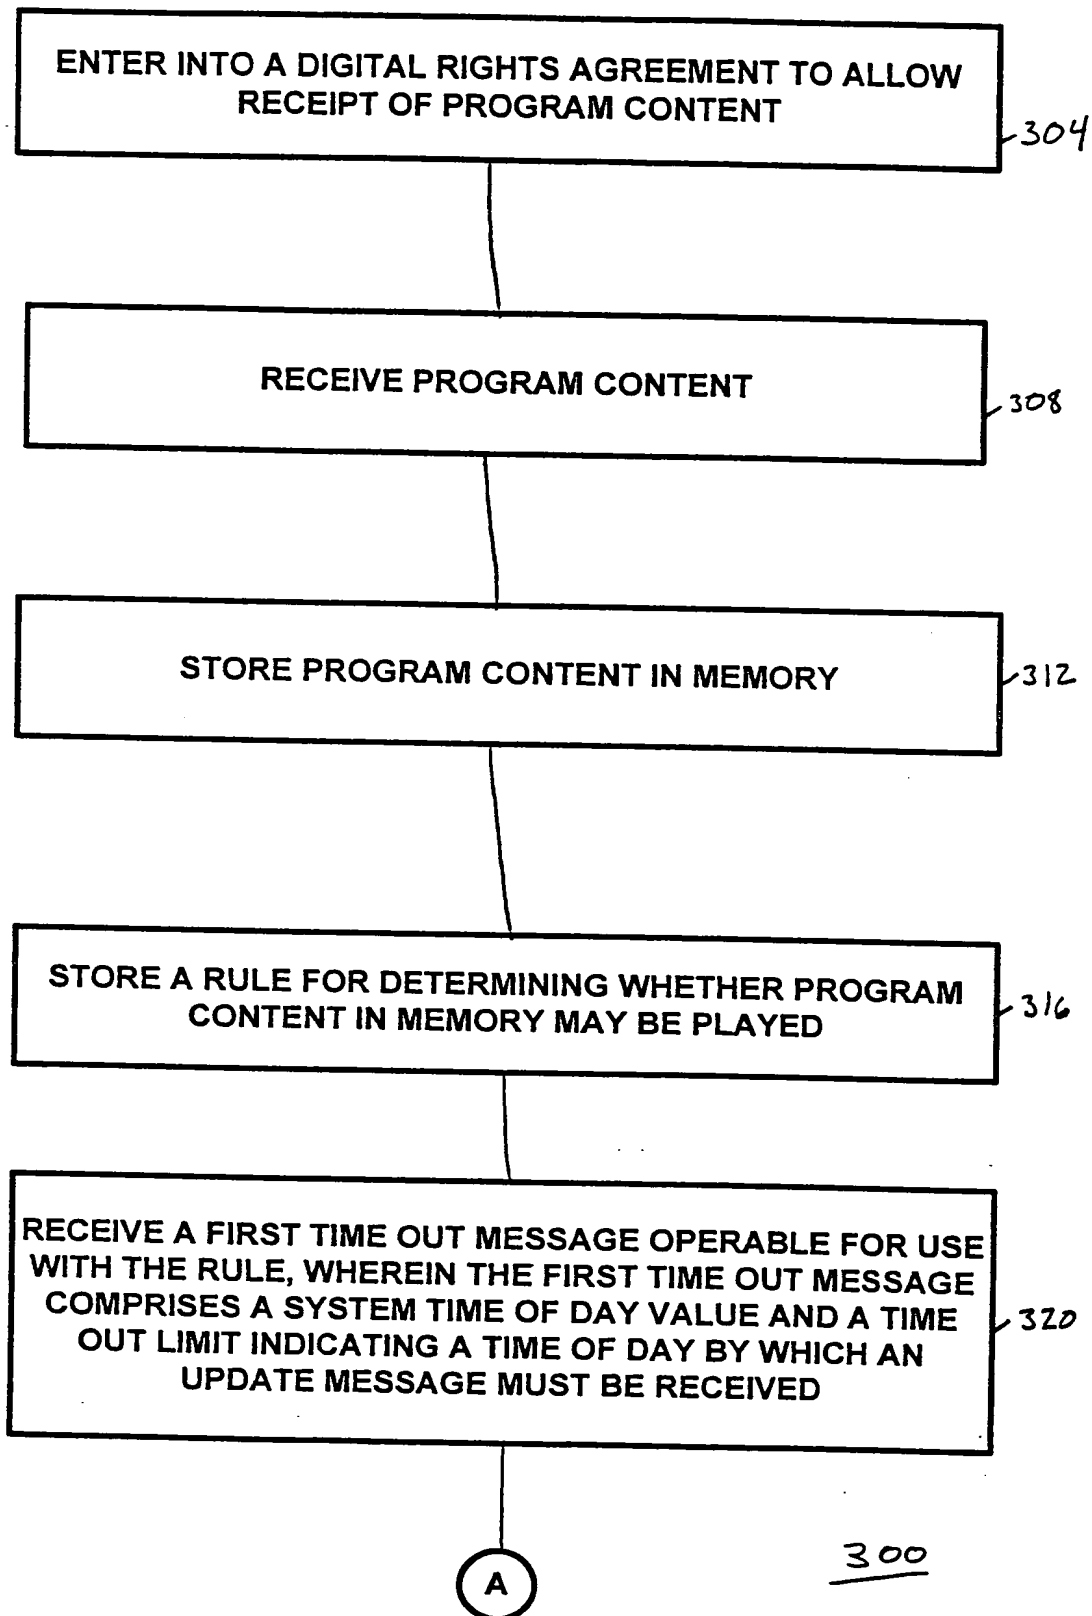 ENTER INTO A DIGITAL RIGHTS AGREEMENT TO ALLOW
RECEIPT OF PROGRAM CONTENT
304
RECEIVE PROGRAM CONTENT
308
STORE PROGRAM CONTENT IN MEMORY
312
STORE A RULE FOR DETERMINING WHETHER PROGRAM
CONTENT IN MEMORY MAY BE PLAYED
316
RECEIVE A FIRST TIME OUT MESSAGE OPERABLE FOR USE
WITH THE RULE, WHEREIN THE FIRST TIME OUT MESSAGE
COMPRISES A SYSTEM TIME OF DAY VALUE AND A TIME
OUT LIMIT INDICATING A TIME OF DAY BY WHICH AN
UPDATE MESSAGE MUST BE RECEIVED
320
A
300